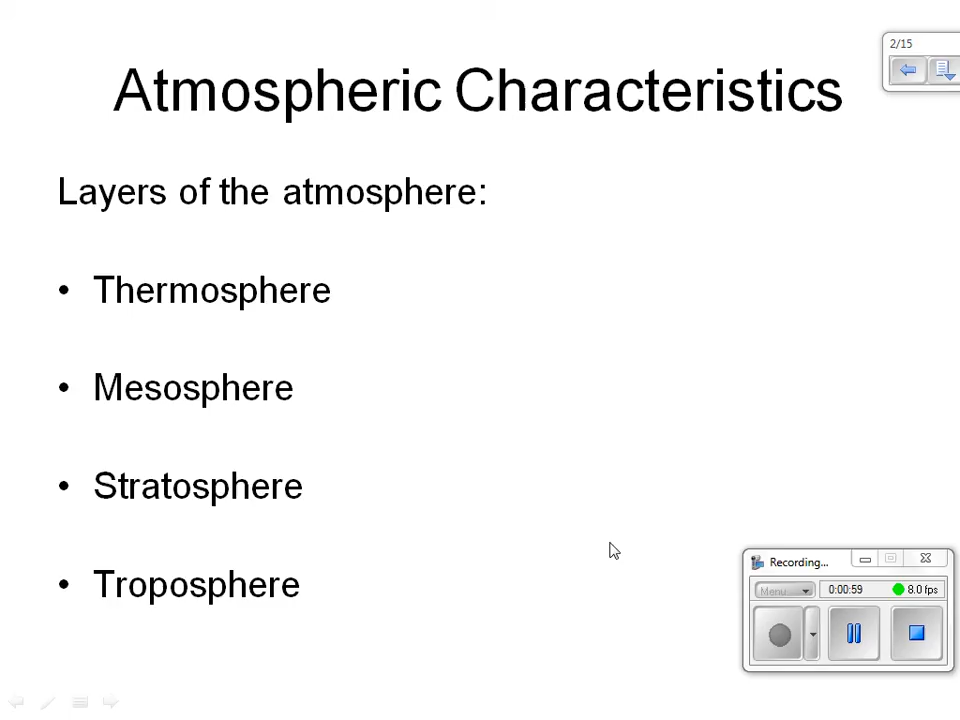 2/15
Atmospheric Characteristics
Layers of the atmosphere:
• Thermosphere
• Mesosphere
• Stratosphere
• Troposphere
Recording...
Menu 0:00:59 8.0 fps